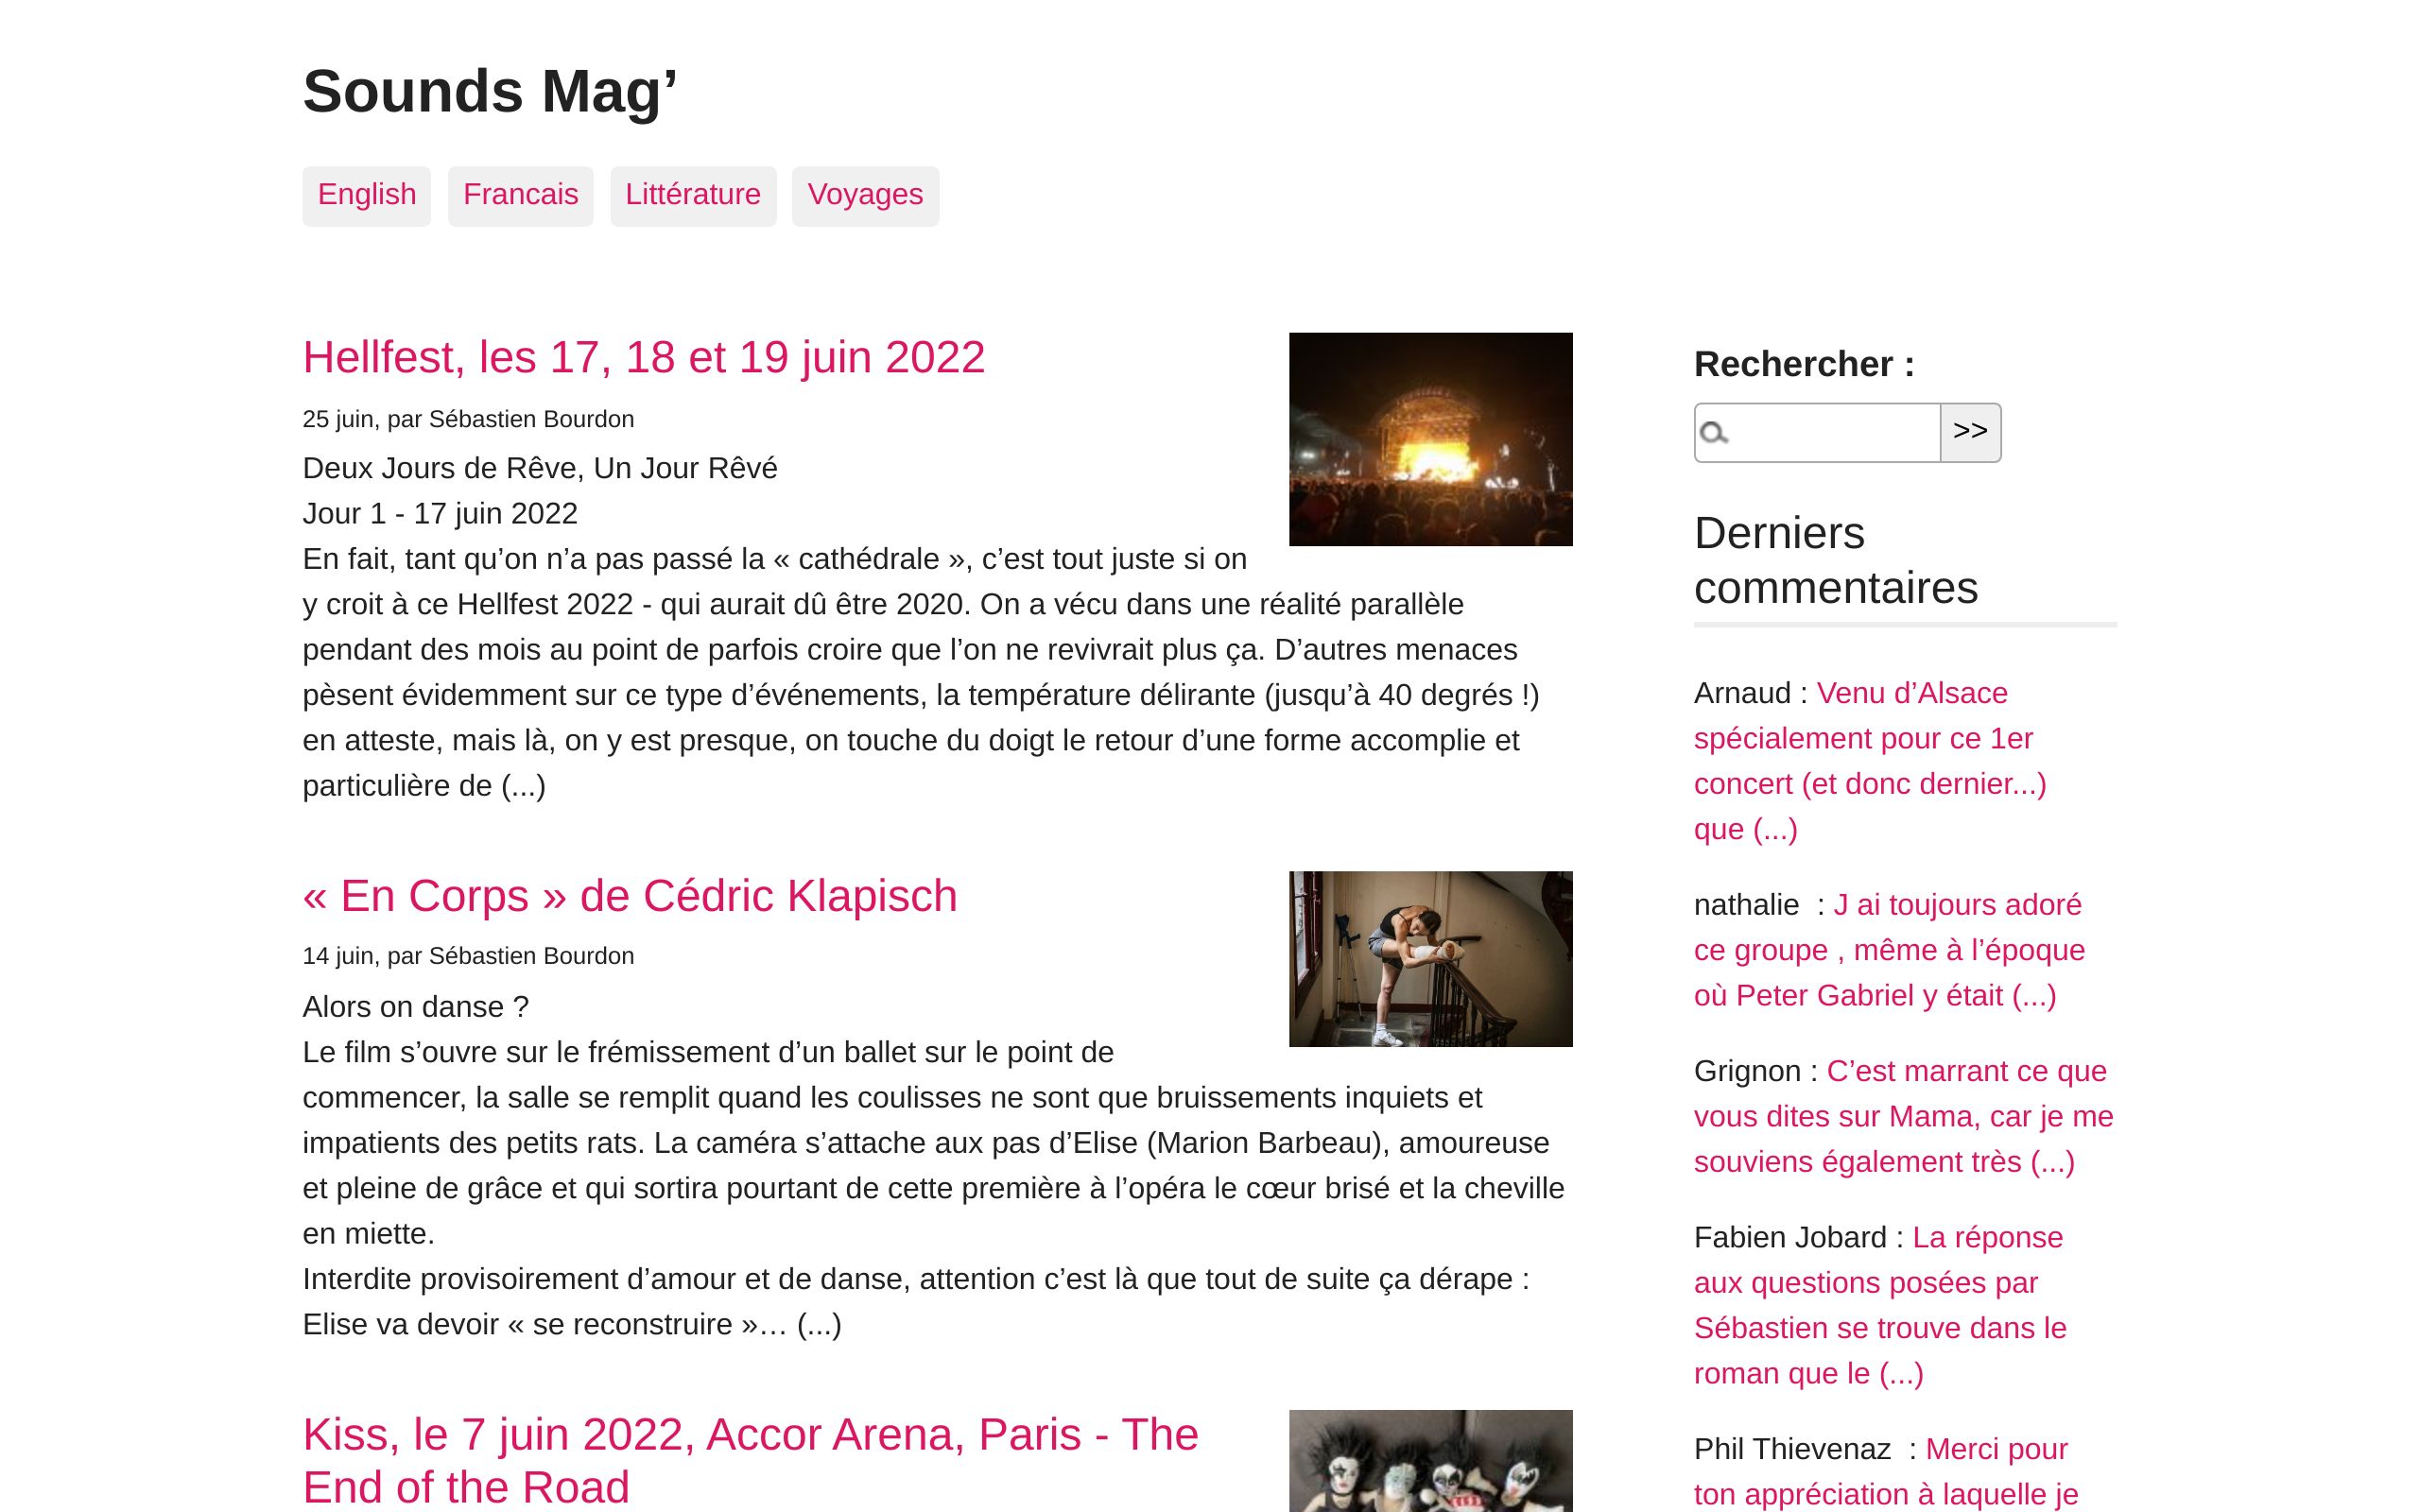 Sounds Mag’
English Francais Littérature Voyages
Hellfest, les 17, 18 et 19 juin 2022
25 juin, par Sébastien Bourdon
Deux Jours de Rêve, Un Jour Rêvé
Jour 1 - 17 juin 2022
En fait, tant qu’on n’a pas passé la « cathédrale », c’est tout juste si on
y croit à ce Hellfest 2022 - qui aurait dû être 2020. On a vécu dans une réalité parallèle
pendant des mois au point de parfois croire que l’on ne revivrait plus ça. D’autres menaces
pèsent évidemment sur ce type d’événements, la température délirante (jusqu’à 40 degrés !)
en atteste, mais là, on y est presque, on touche du doigt le retour d’une forme accomplie et
particulière de (...)
« En Corps » de Cédric Klapisch
14 juin, par Sébastien Bourdon
Alors on danse ?
Le film s’ouvre sur le frémissement d’un ballet sur le point de
commencer, la salle se remplit quand les coulisses ne sont que bruissements inquiets et
impatients des petits rats. La caméra s’attache aux pas d’Elise (Marion Barbeau), amoureuse
et pleine de grâce et qui sortira pourtant de cette première à l’opéra le cœur brisé et la cheville
en miette.
Interdite provisoirement d’amour et de danse, attention c’est là que tout de suite ça dérape :
Elise va devoir « se reconstruire »… (...)
Kiss, le 7 juin 2022, Accor Arena, Paris - The
End of the Road
Rechercher :
>>
Derniers
commentaires
Arnaud : Venu d’Alsace
spécialement pour ce 1er
concert (et donc dernier...)
que (...)
nathalie  : J ai toujours adoré
ce groupe , même à l’époque
où Peter Gabriel y était (...)
Grignon : C’est marrant ce que
vous dites sur Mama, car je me
souviens également très (...)
Fabien Jobard : La réponse
aux questions posées par
Sébastien se trouve dans le
roman que le (...)
Phil Thievenaz  : Merci pour
ton appréciation à laquelle je